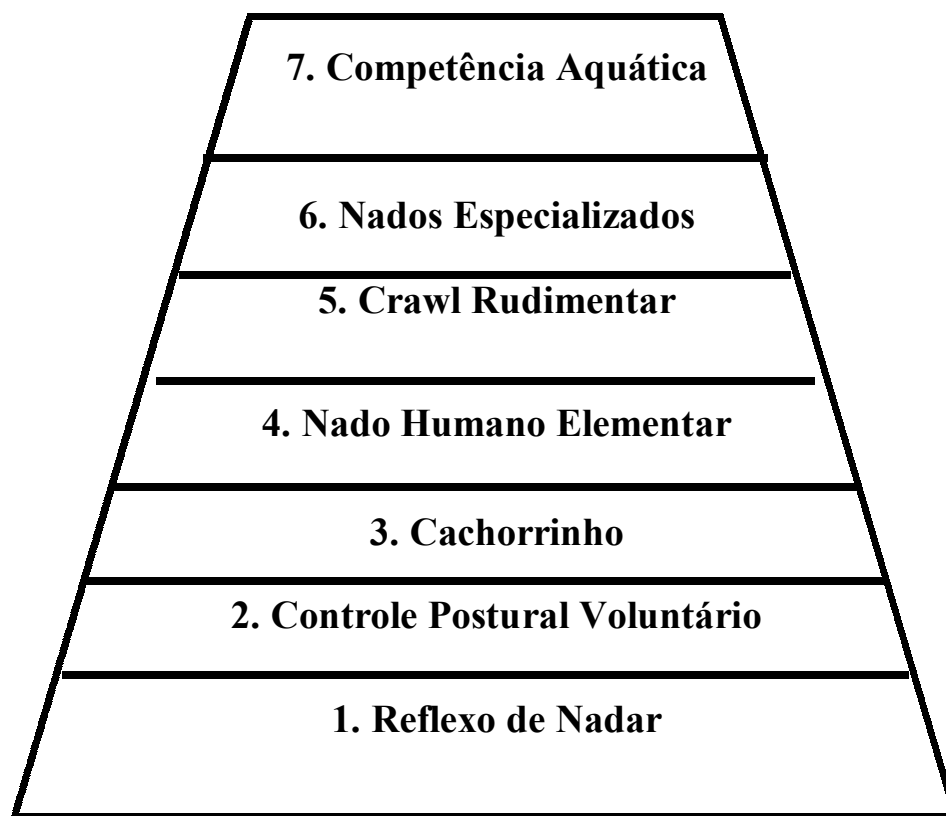 7. Competência Aquática
6. Nados Especializados
5. Crawl Rudimentar
4. Nado Humano Elementar
3. Cachorrinho
2. Controle Postural Voluntário
1. Reflexo de Nadar